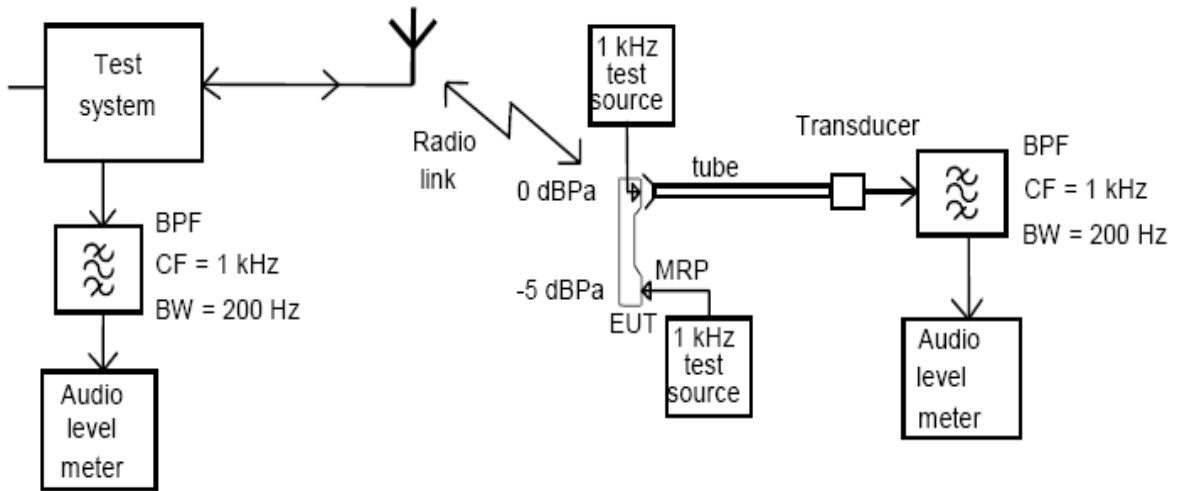 Test
system
BPF
CF = 1 kHz
BW = 200 Hz
Audio
level
meter
Radio
link
1 kHz
test
source
0 dBPa
-5 dBPa
EUT
MRP
1 kHz
test
source
tube
Transducer
BPF
CF = 1 kHz
BW = 200 Hz
Audio
level
meter